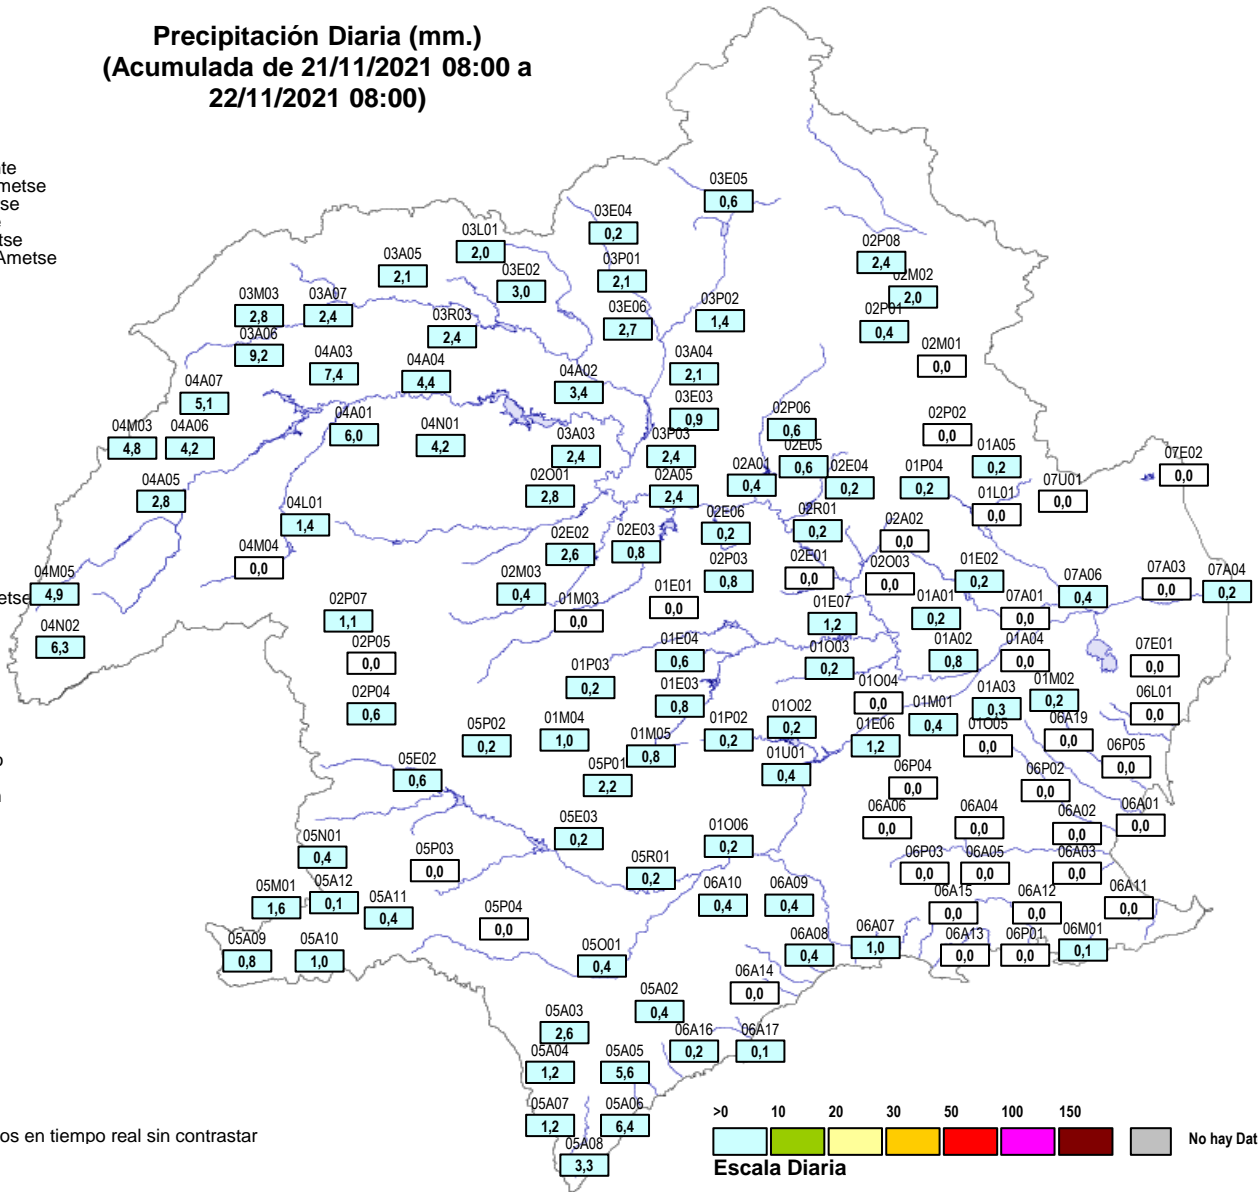 Precipitación Diaria (mm.)
(Acumulada de 21/11/2021 08:00 a
22/11/2021 08:00)
03E05
0,6
03E04
0,2
03L01
2,0
03A05
2,1
03E02
3,0
03P01
2,1
02P08
2,4
02M02
2,0
03M03
2,8
03A07
2,4
03R03
2,4
03E06
2,7
03P02
1,4
02P01
0,4
03A06
9,2
04A03
7,4
04A04
4,4
04A02
3,4
03A04
2,1
02M01
0,0
04A07
5,1
04A01
6,0
03E03
0,9
02P06
0,6
02P02
0,0
04M03
4,8
04A06
4,2
04N01
4,2
03A03
2,4
03P03
2,4
02E05
0,6
01A05
0,2
07E02
0,0
04A05
2,8
02O01
2,8
02A05
2,4
02A01
0,4
02E04
0,2
01P04
0,2
07U01
0,0
01L01
0,0
04L01
1,4
02E06
0,2
02R01
0,2
02A02
0,0
04M04
0,0
02E02
2,6
02E03
0,8
02P03
0,8
02E01
0,0
02O03
0,0
01E02
0,2
07A03
0,0
07A04
0,2
04M05
4,9
02M03
0,4
01E01
0,0
07A06
0,4
02P07
1,1
01M03
0,0
01E07
1,2
01A01
0,2
07A01
0,0
04N02
6,3
02P05
0,0
01E04
0,6
01O03
0,2
01A02
0,8
01A04
0,0
07E01
0,0
01P03
0,2
01E03
0,8
01O04
0,0
01A03
0,3
01M02
0,2
06L01
0,0
02P04
0,6
05P02
0,2
01M04
1,0
01M05
0,8
01P02
0,2
01O02
0,2
01M01
0,4
01E06
1,2
01O05
0,0
06A19
0,0
06P05
0,0
05E02
0,6
05P01
2,2
01U01
0,4
06P04
0,0
06P02
0,0
05E03
0,2
01O06
0,2
06A06
0,0
06A04
0,0
06A02
0,0
06A01
0,0
05N01
0,4
05P03
0,0
05R01
0,2
06P03
0,0
06A05
0,0
06A03
0,0
05M01
1,6
05A12
0,1
05A11
0,4
06A10
0,4
06A09
0,4
06A15
0,0
06A12
0,0
06A11
0,0
05P04
0,0
05A09
0,8
05A10
1,0
05O01
0,4
06A08
0,4
06A07
1,0
06A13
0,0
06P01
0,0
06M01
0,1
06A14
0,0
05A02
0,4
05A03
2,6
06A16
0,2
06A17
0,1
05A04
1,2
05A05
5,6
05A07
1,2
05A06
6,4
05A08
3,3
os en tiempo real sin contrastar
>0 10 20 30 50 100 150
No hay Dat
Escala Diaria